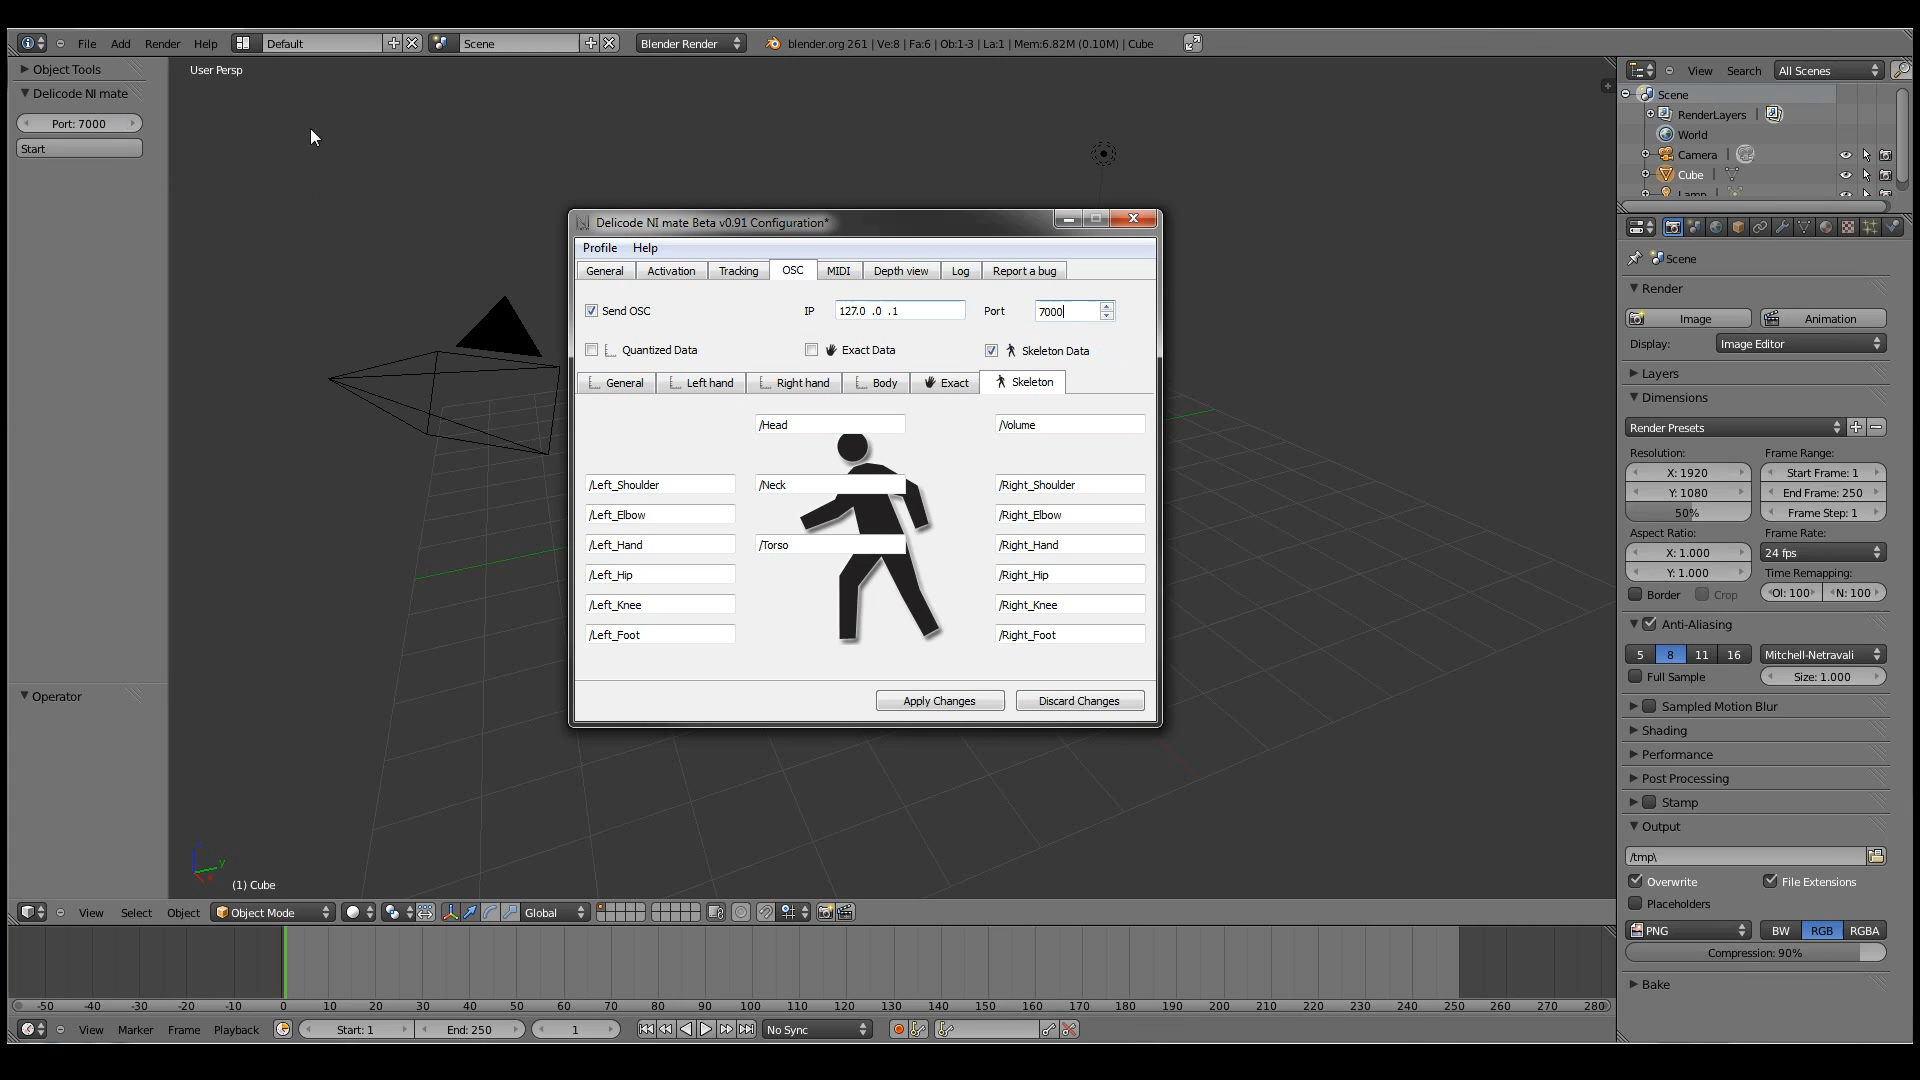 File Add Render Help Default Scene Blender Render blender.org 261 | Ve:8 | Fa:6 | Ob:1-3 | La:1 | Mem:6.82M (0.10M) | Cube
Object Tools
Delicode NI mate
Port: 7000
Start
Operator
User Persp
(1) Cube
Delicode NI mate Beta v0.91 Configuration*
Profile Help
General Activation Tracking OSC MIDI Depth view Log Report a bug
Send OSC IP 127.0 .0 .1 Port 7000
Quantized Data Exact Data Skeleton Data
General Left hand Right hand Body Exact Skeleton
/Head /Volume
/Left_Shoulder /Neck /Right_Shoulder
/Left_Elbow /Right_Elbow
/Left_Hand /Torso /Right_Hand
/Left_Hip /Right_Hip
/Left_Knee /Right_Knee
/Left_Foot /Right_Foot
Apply Changes Discard Changes
View Search All Scenes
Scene
RenderLayers |
World
Camera |
Cube |
Lamp
Scene
Render
Image Animation
Display: Image Editor
Layers
Dimensions
Render Presets
Resolution: Frame Range:
X: 1920 Start Frame: 1
Y: 1080 End Frame: 250
50% Frame Step: 1
Aspect Ratio: Frame Rate:
X: 1.000 24 fps
Y: 1.000 Time Remapping:
Border Crop Ol: 100 N: 100
Anti-Aliasing
5 8 11 16 Mitchell-Netravali
Full Sample Size: 1.000
Sampled Motion Blur
Shading
Performance
Post Processing
Stamp
Output
/tmp\
Overwrite File Extensions
Placeholders
PNG BW RGB RGBA
Compression: 90%
Bake
View Select Object Object Mode Global
-50 -40 -30 -20 -10 0 10 20 30 40 50 60 70 80 90 100 110 120 130 140 150 160 170 180 190 200 210 220 230 240 250 260 270 280
View Marker Frame Playback Start: 1 End: 250 1 No Sync